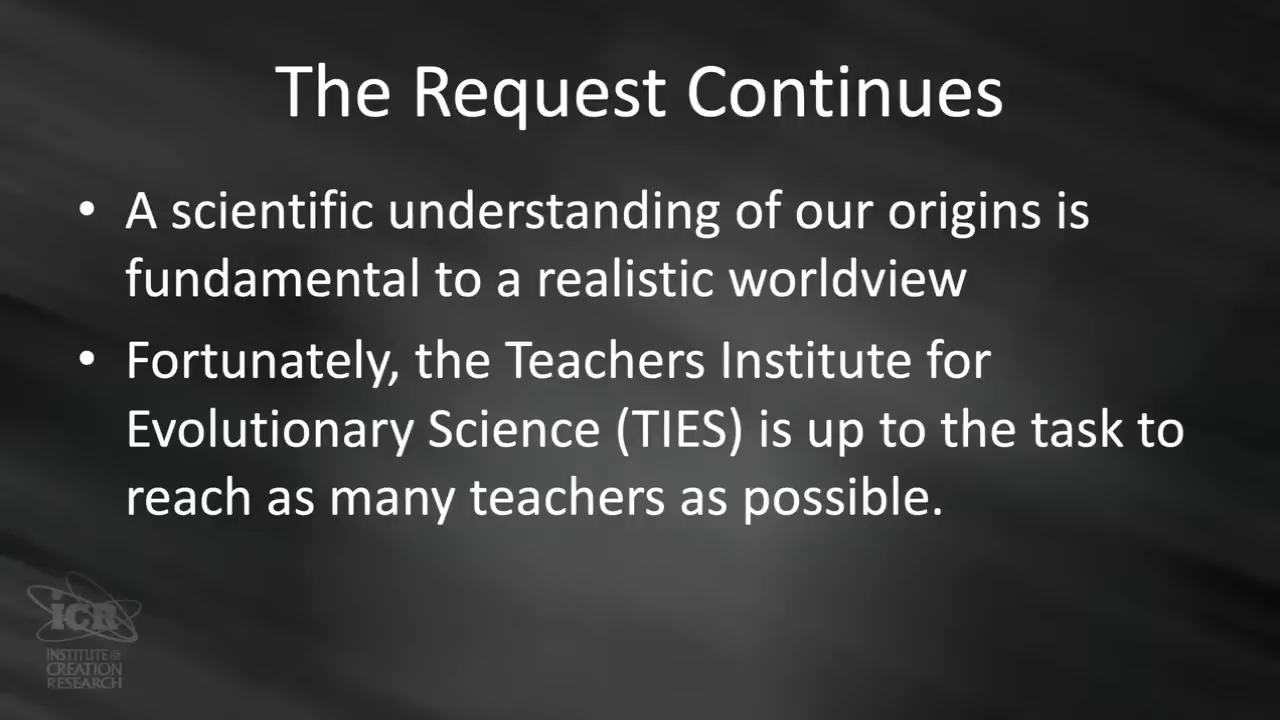 The Request Continues
• A scientific understanding of our origins is
fundamental to a realistic worldview
• Fortunately, the Teachers Institute for
Evolutionary Science (TIES) is up to the task to
reach as many teachers as possible.
iCR
INSTITUTE for
CREATION
RESEARCH